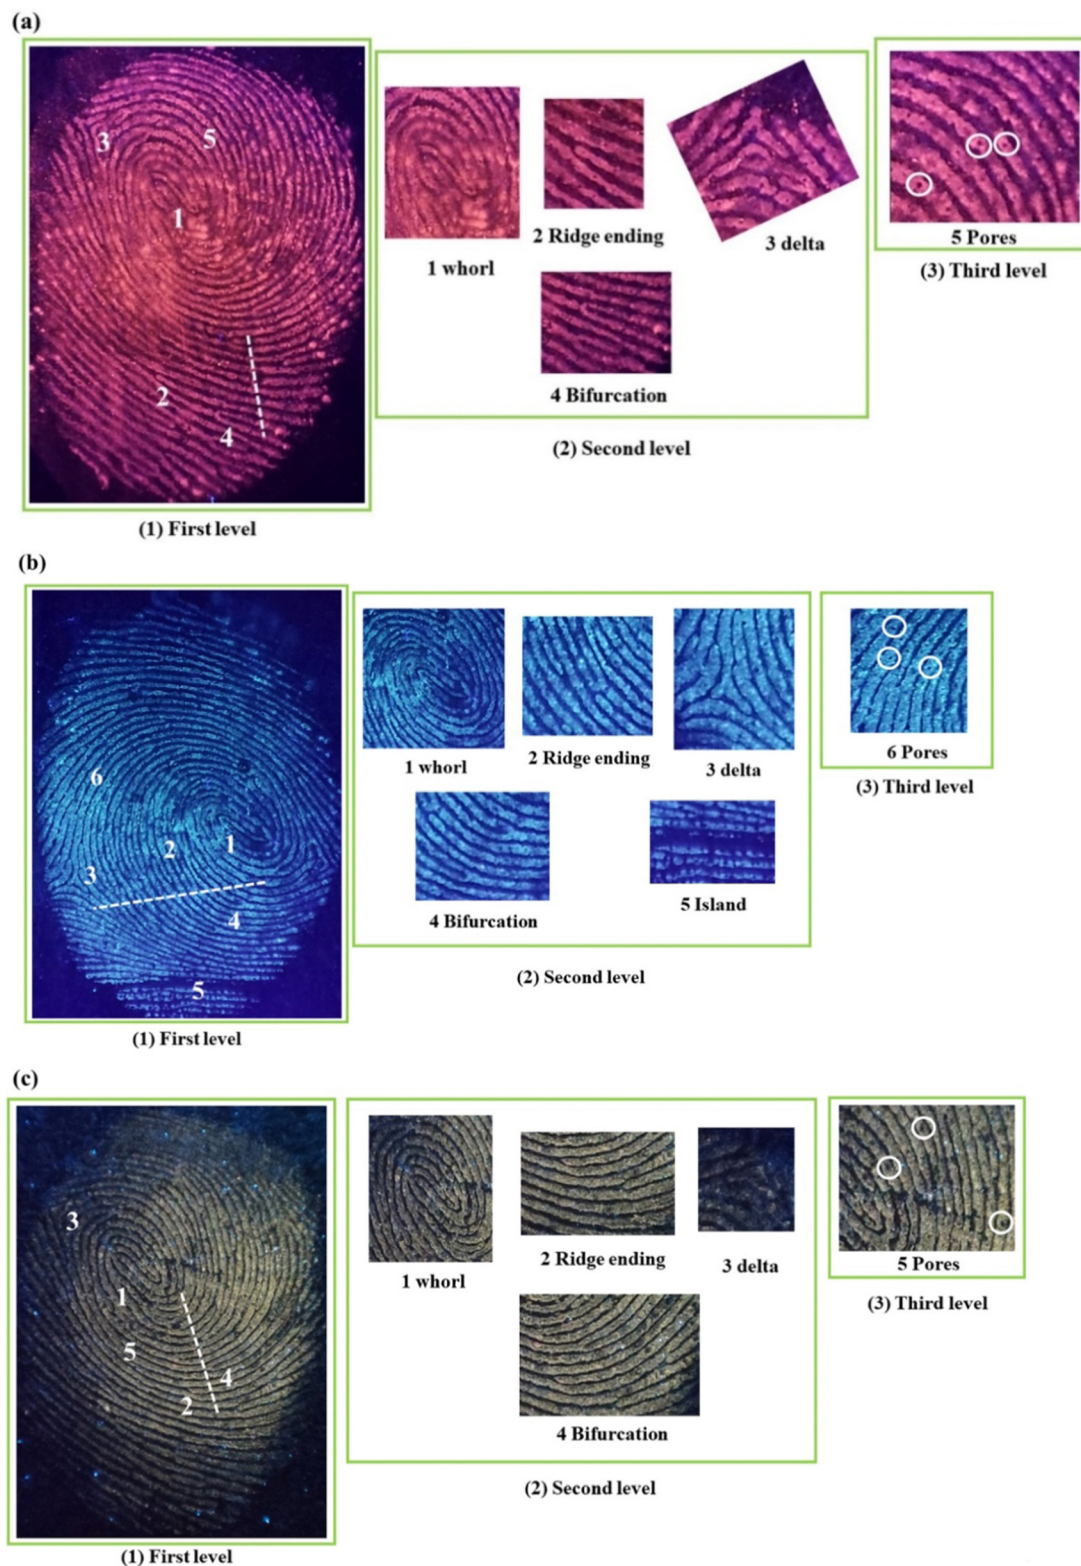 (a)
3
5
1
2
4
(1) First level
1 whorl
2 Ridge ending
3 delta
4 Bifurcation
(2) Second level
5 Pores
(3) Third level
(b)
6
1
2
3
4
5
(1) First level
1 whorl
2 Ridge ending
3 delta
4 Bifurcation
5 Island
(2) Second level
6 Pores
(3) Third level
(c)
3
1
5
4
2
(1) First level
1 whorl
2 Ridge ending
3 delta
4 Bifurcation
(2) Second level
5 Pores
(3) Third level